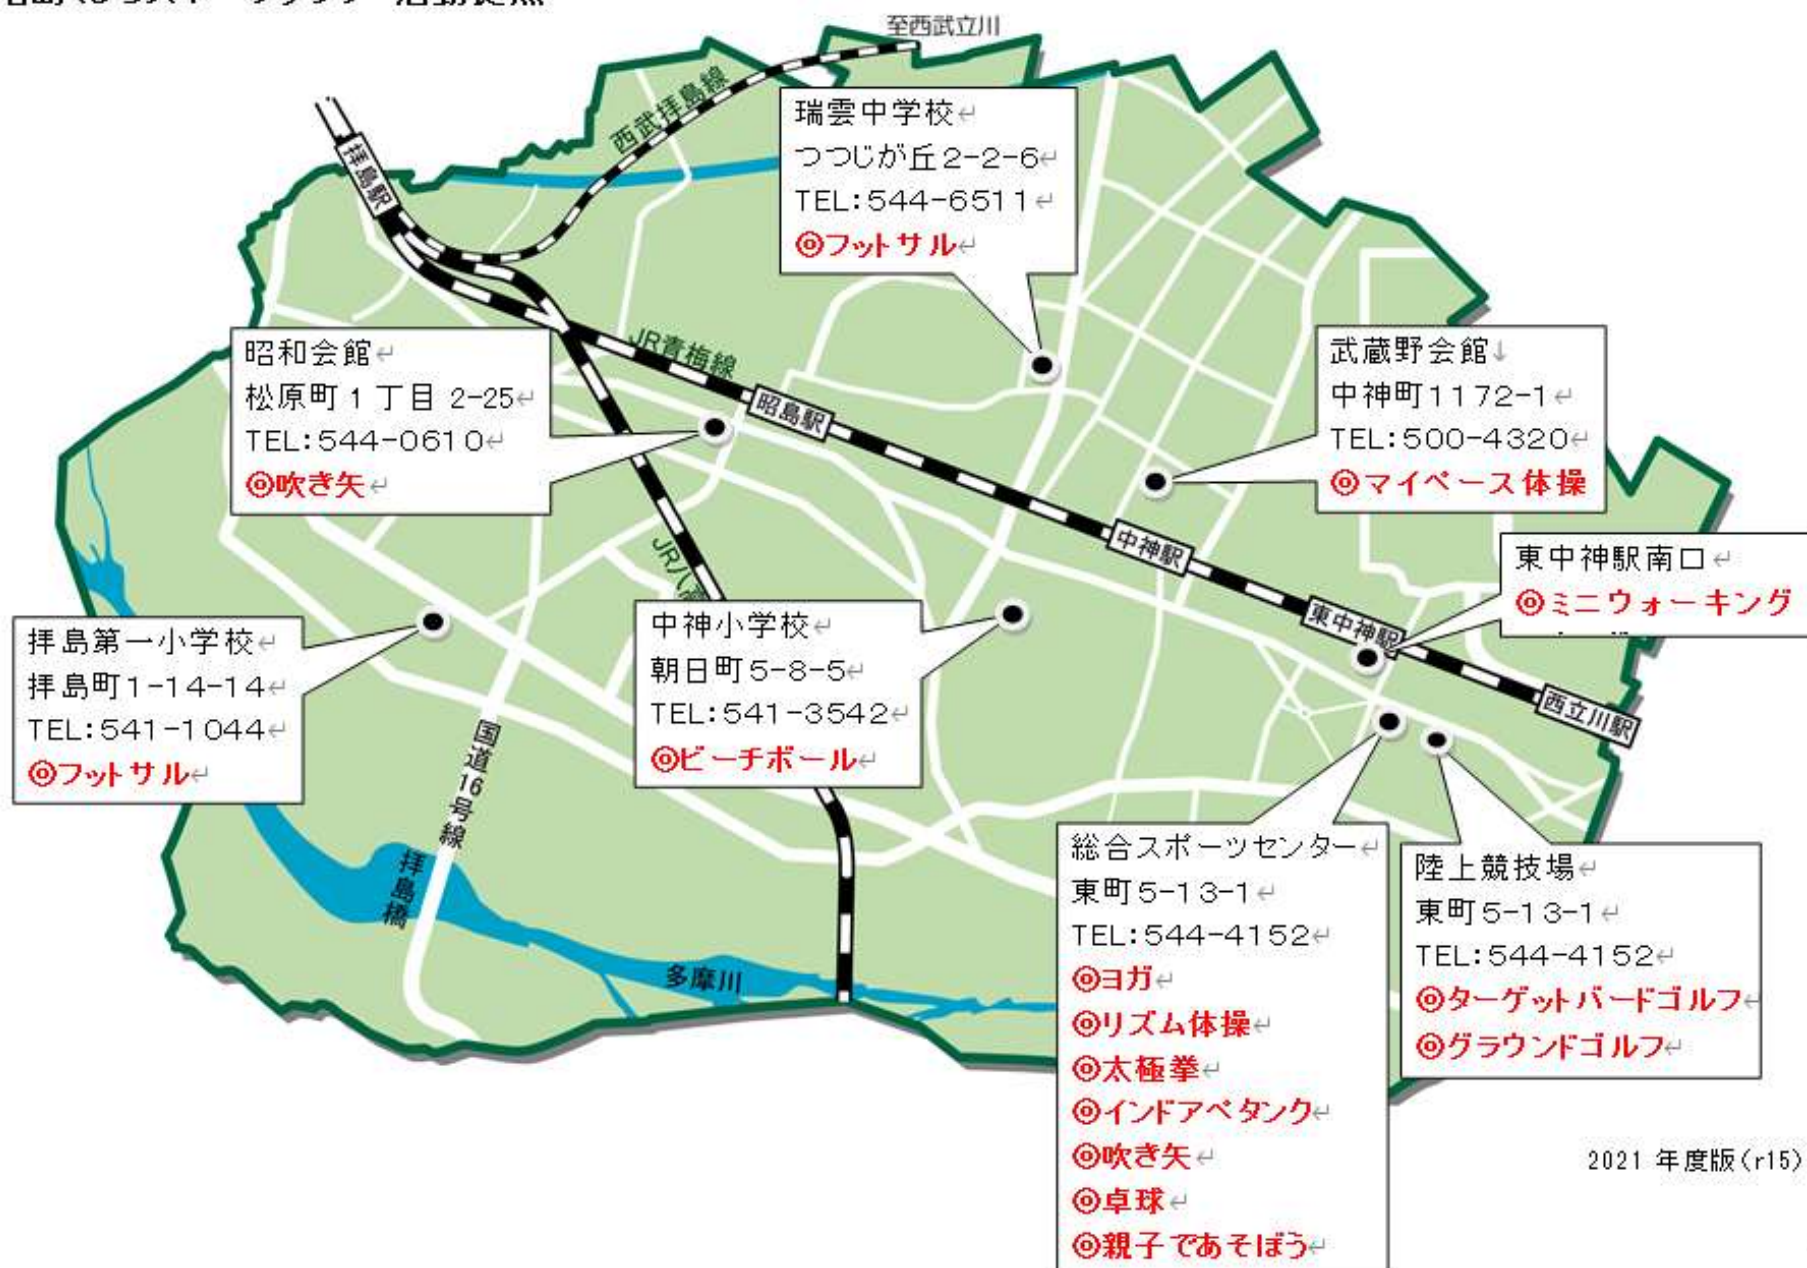 至西武立川
西武拝島線
拝島駅
瑞雲中学校
つつじが丘2-2-6
TEL:544-6511
◎フットサル
JR青梅線
昭和会館
松原町1丁目2-25
TEL:544-0610
◎吹き矢
昭島駅
武蔵野会館
中神町1172-1
TEL:500-4320
◎マイペース体操
中神駅
東中神駅南口
◎ミニウォーキング
東中神駅
西立川駅
拝島第一小学校
拝島町1-14-14
TEL:541-1044
◎フットサル
中神小学校
朝日町5-8-5
TEL:541-3542
◎ビーチボール
国道16号線
拝島橋
多摩川
総合スポーツセンター
東町5-13-1
TEL:544-4152
◎ヨガ
◎リズム体操
◎太極拳
◎インドアペタンク
◎吹き矢
◎卓球
◎親子であそぼう
陸上競技場
東町5-13-1
TEL:544-4152
◎ターゲットバードゴルフ
◎グラウンドゴルフ
2021 年度版(r15)